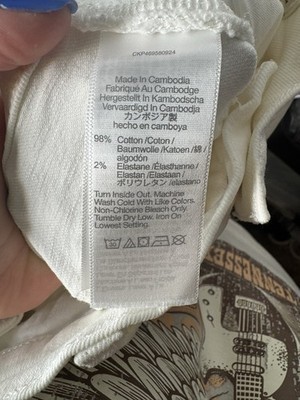 CKP469580824
Made In Cambodia
Fabriqué Au Cambodge
Hergestellt In Kambodscha
Vervaardigd In Cambodja
カンボジア製
hecho en camboya
98% Cotton /Coton/
/Baumwolle /Katoen /綿/
algodón
2% Elastane /Élasthanne/
Elastan /Elastaan/
ポリウレタン /elastano
Turn Inside Out. Machine
Wash Cold With Like Colors.
Non-Chlorine Bleach Only.
Tumble Dry Low. Iron On
Lowest Setting.
TENNESSEE